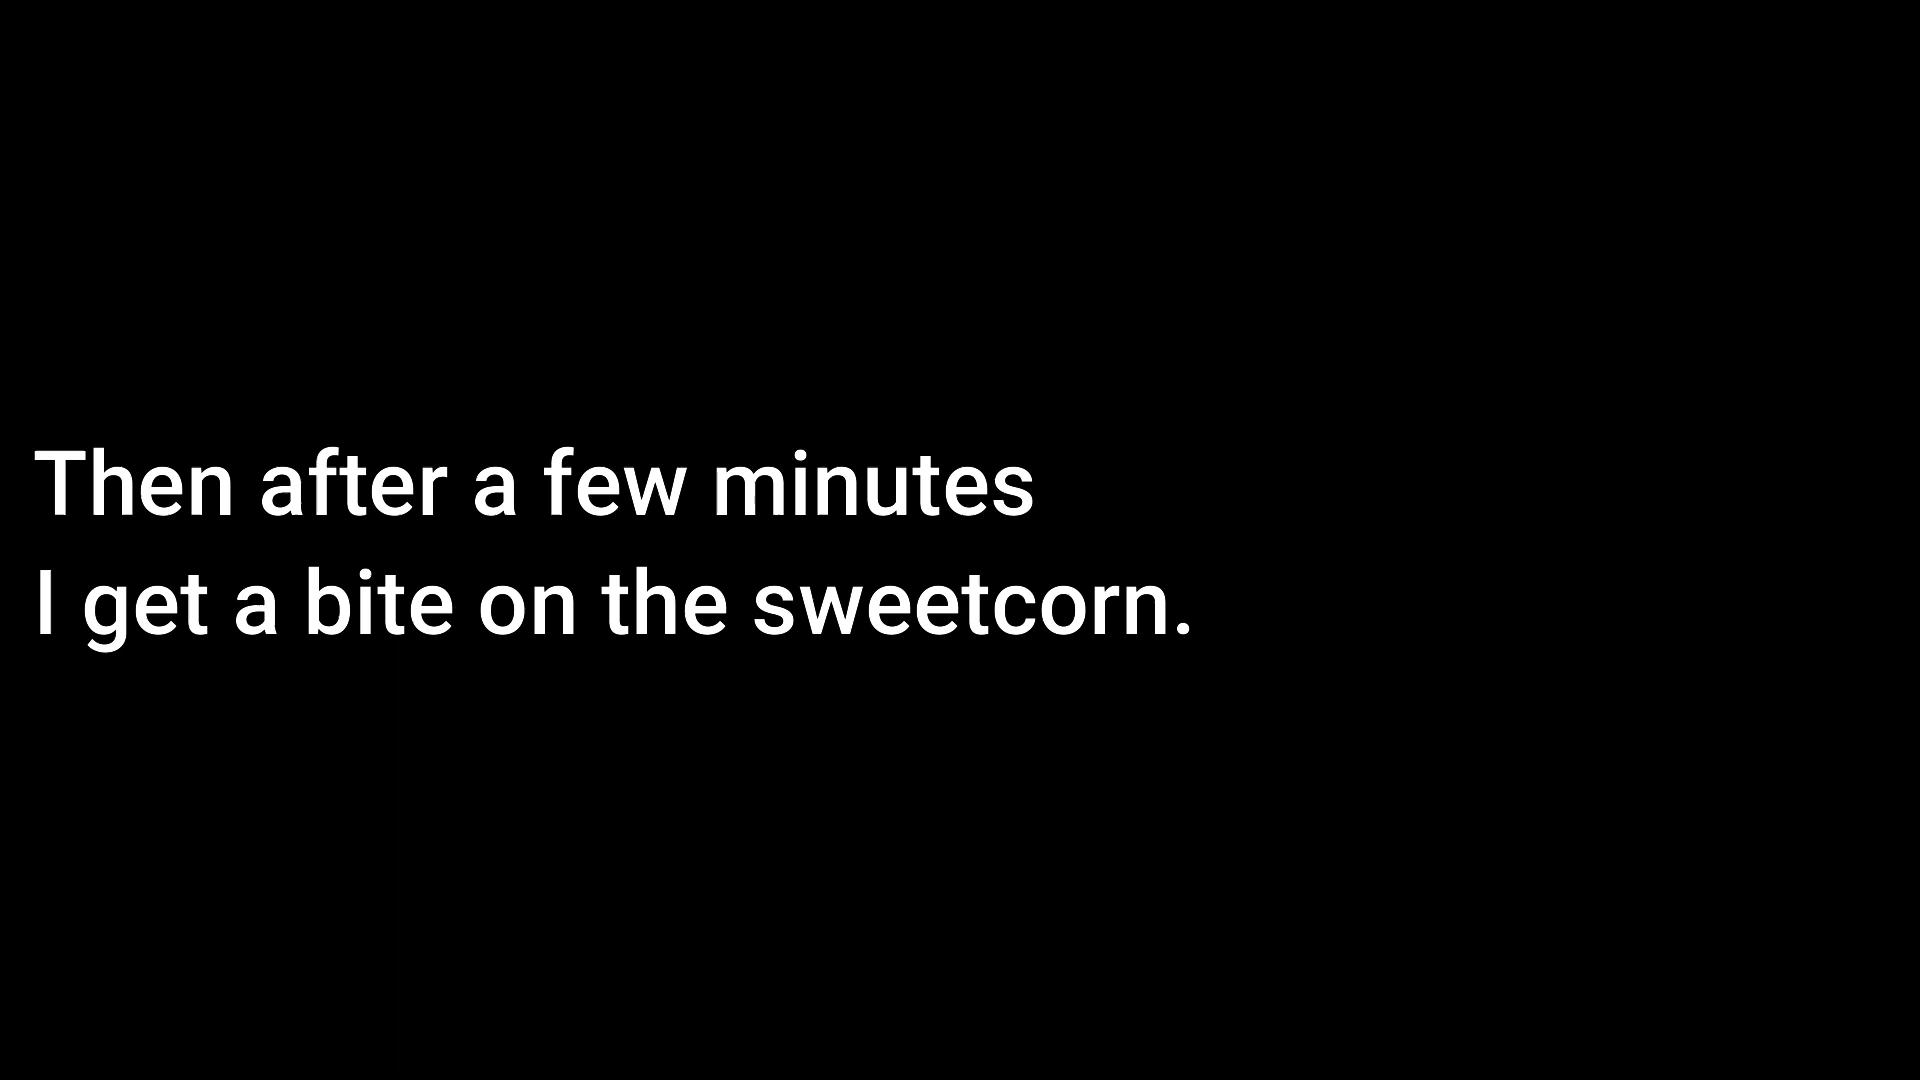 Then after a few minutes
I get a bite on the sweetcorn.